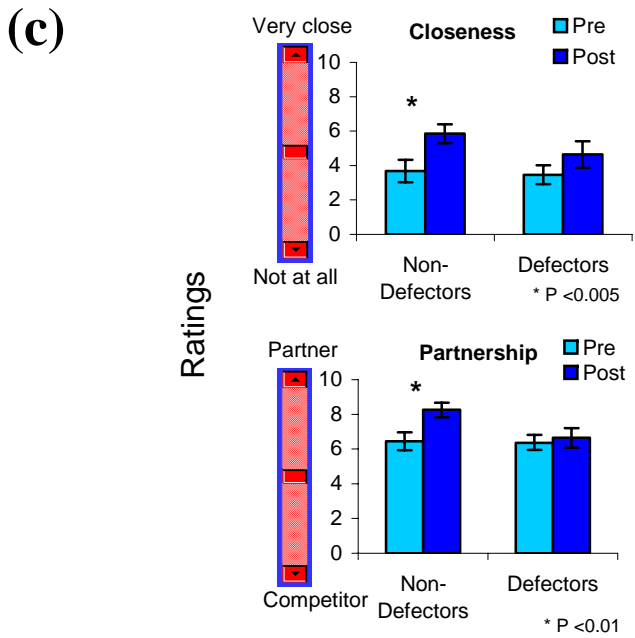 (c)
Very close
Closeness
Pre
Post
*
10
8
6
4
2
0
Not at all
Non-
Defectors
Defectors
* P <0.005
Ratings
Partner
Partnership
Pre
Post
*
10
8
6
4
2
0
Competitor
Non-
Defectors
Defectors
* P <0.01